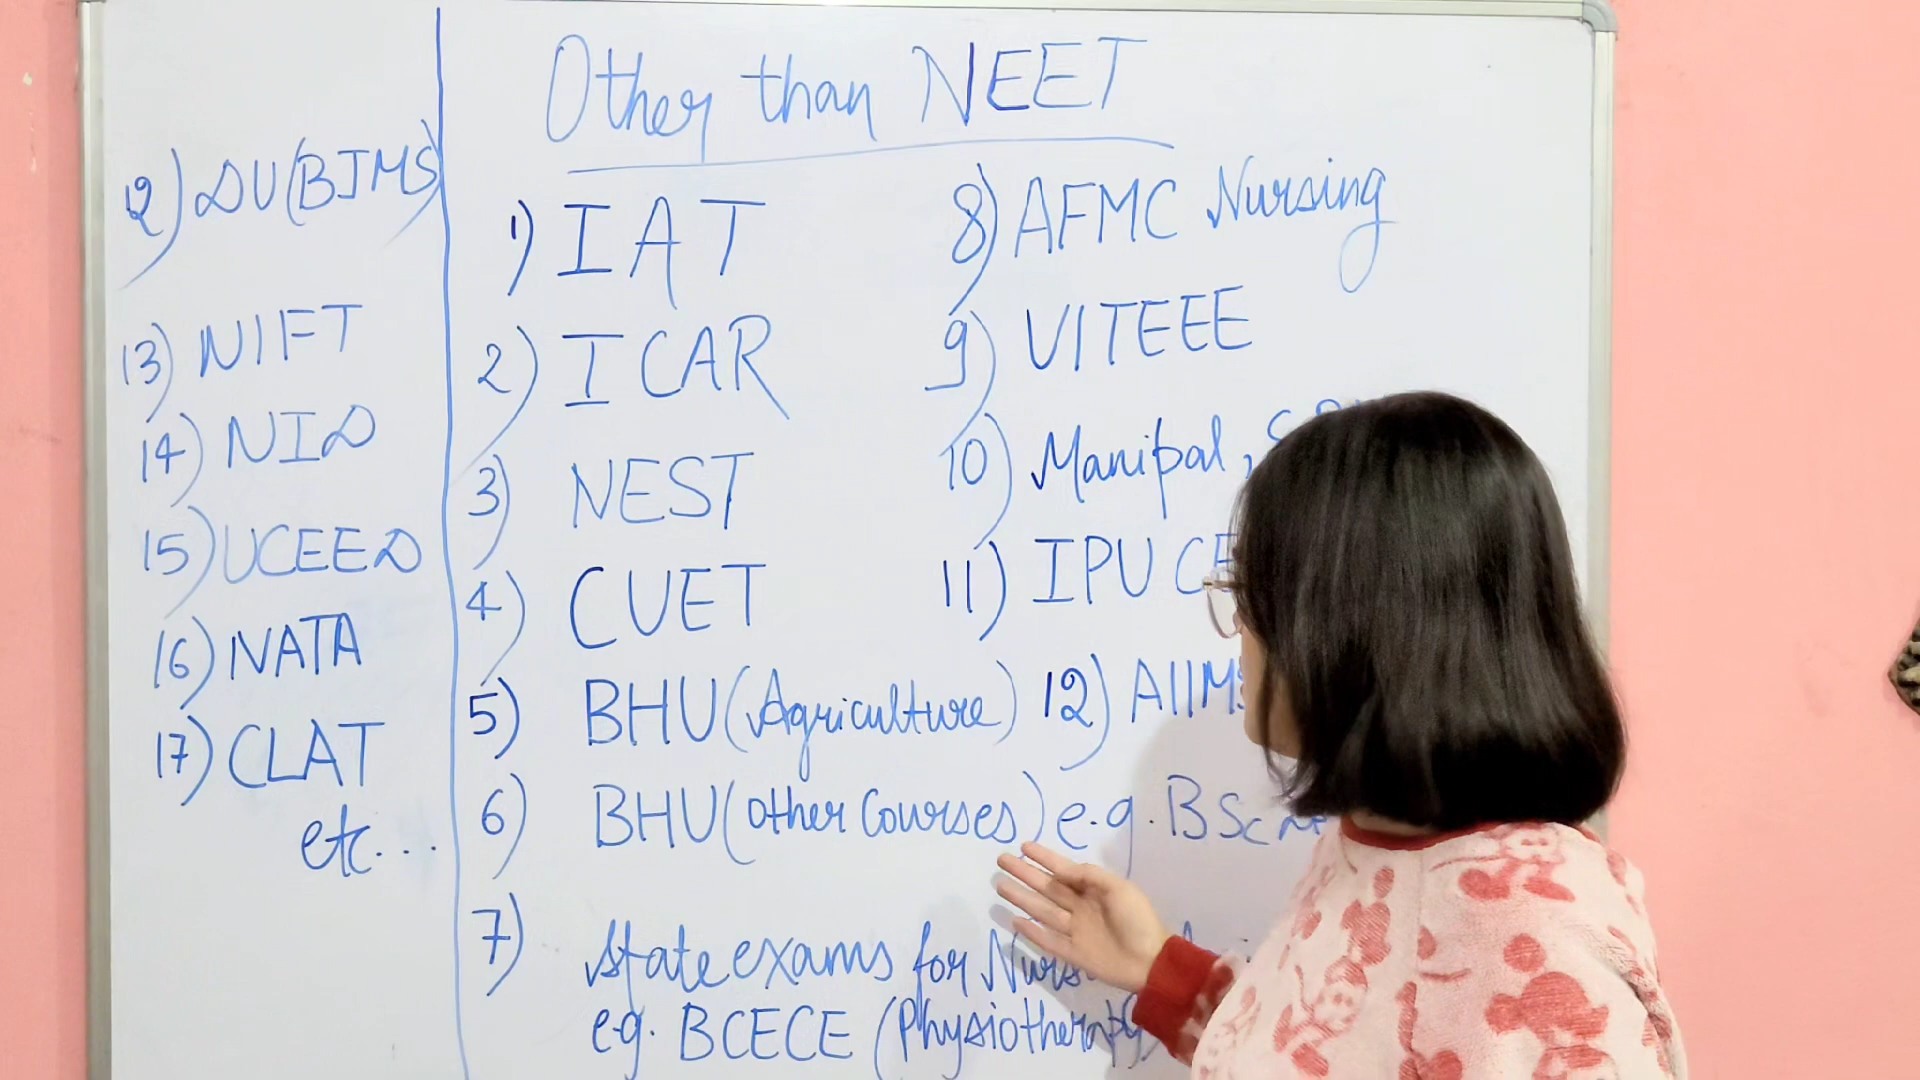 Other than NEET
1) IAT
2) ICAR
3) NEST
4) CUET
5) BHU (Agriculture)
6) BHU (Other Courses) e.g. BSc
7) State exams for
e.g. BCECE (Physiotherapy)
8) AFMC Nursing
9) VITEEE
10) Manipal,
11) IPU
12) AIIMS
12) DU (BJMS)
13) NIFT
14) NID
15) UCEED
16) NATA
17) CLAT
etc...